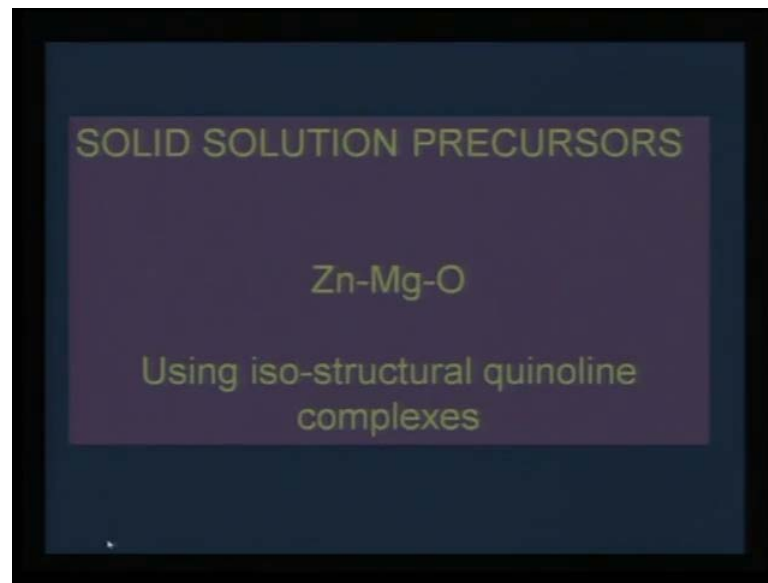 SOLID SOLUTION PRECURSORS
Zn-Mg-O
Using iso-structural quinoline
complexes